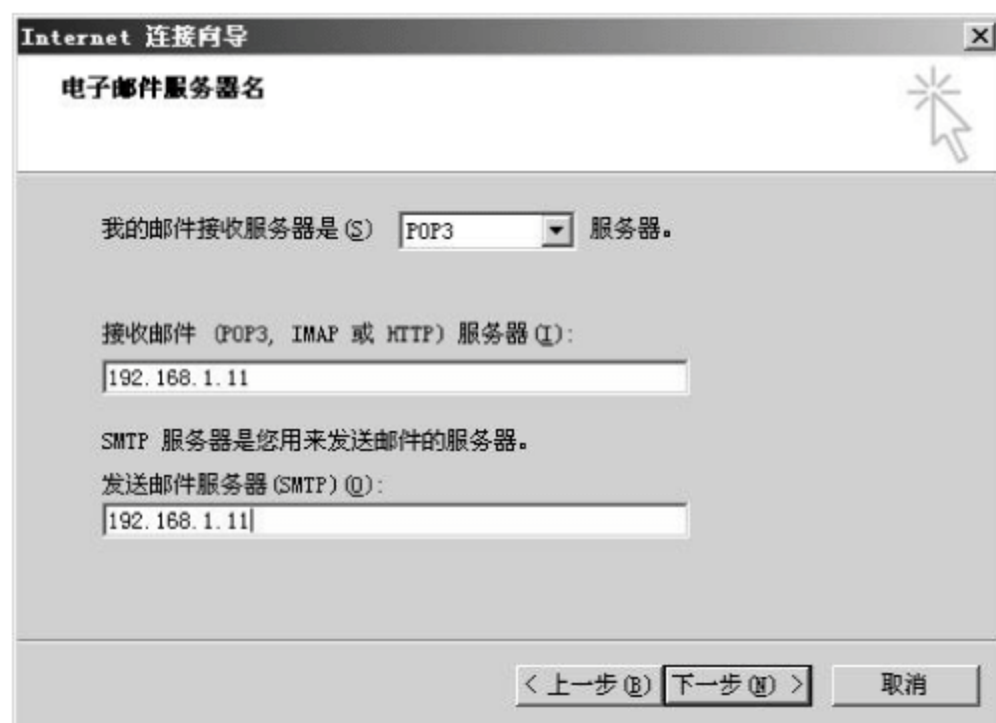 Internet 连接向导
电子邮件服务器名
我的邮件接收服务器是(S) POP3 服务器。
接收邮件 (POP3, IMAP 或 HTTP) 服务器(I):
192.168.1.11
SMTP 服务器是您用来发送邮件的服务器。
发送邮件服务器(SMTP)(O):
192.168.1.11
< 上一步(B) 下一步(N) > 取消